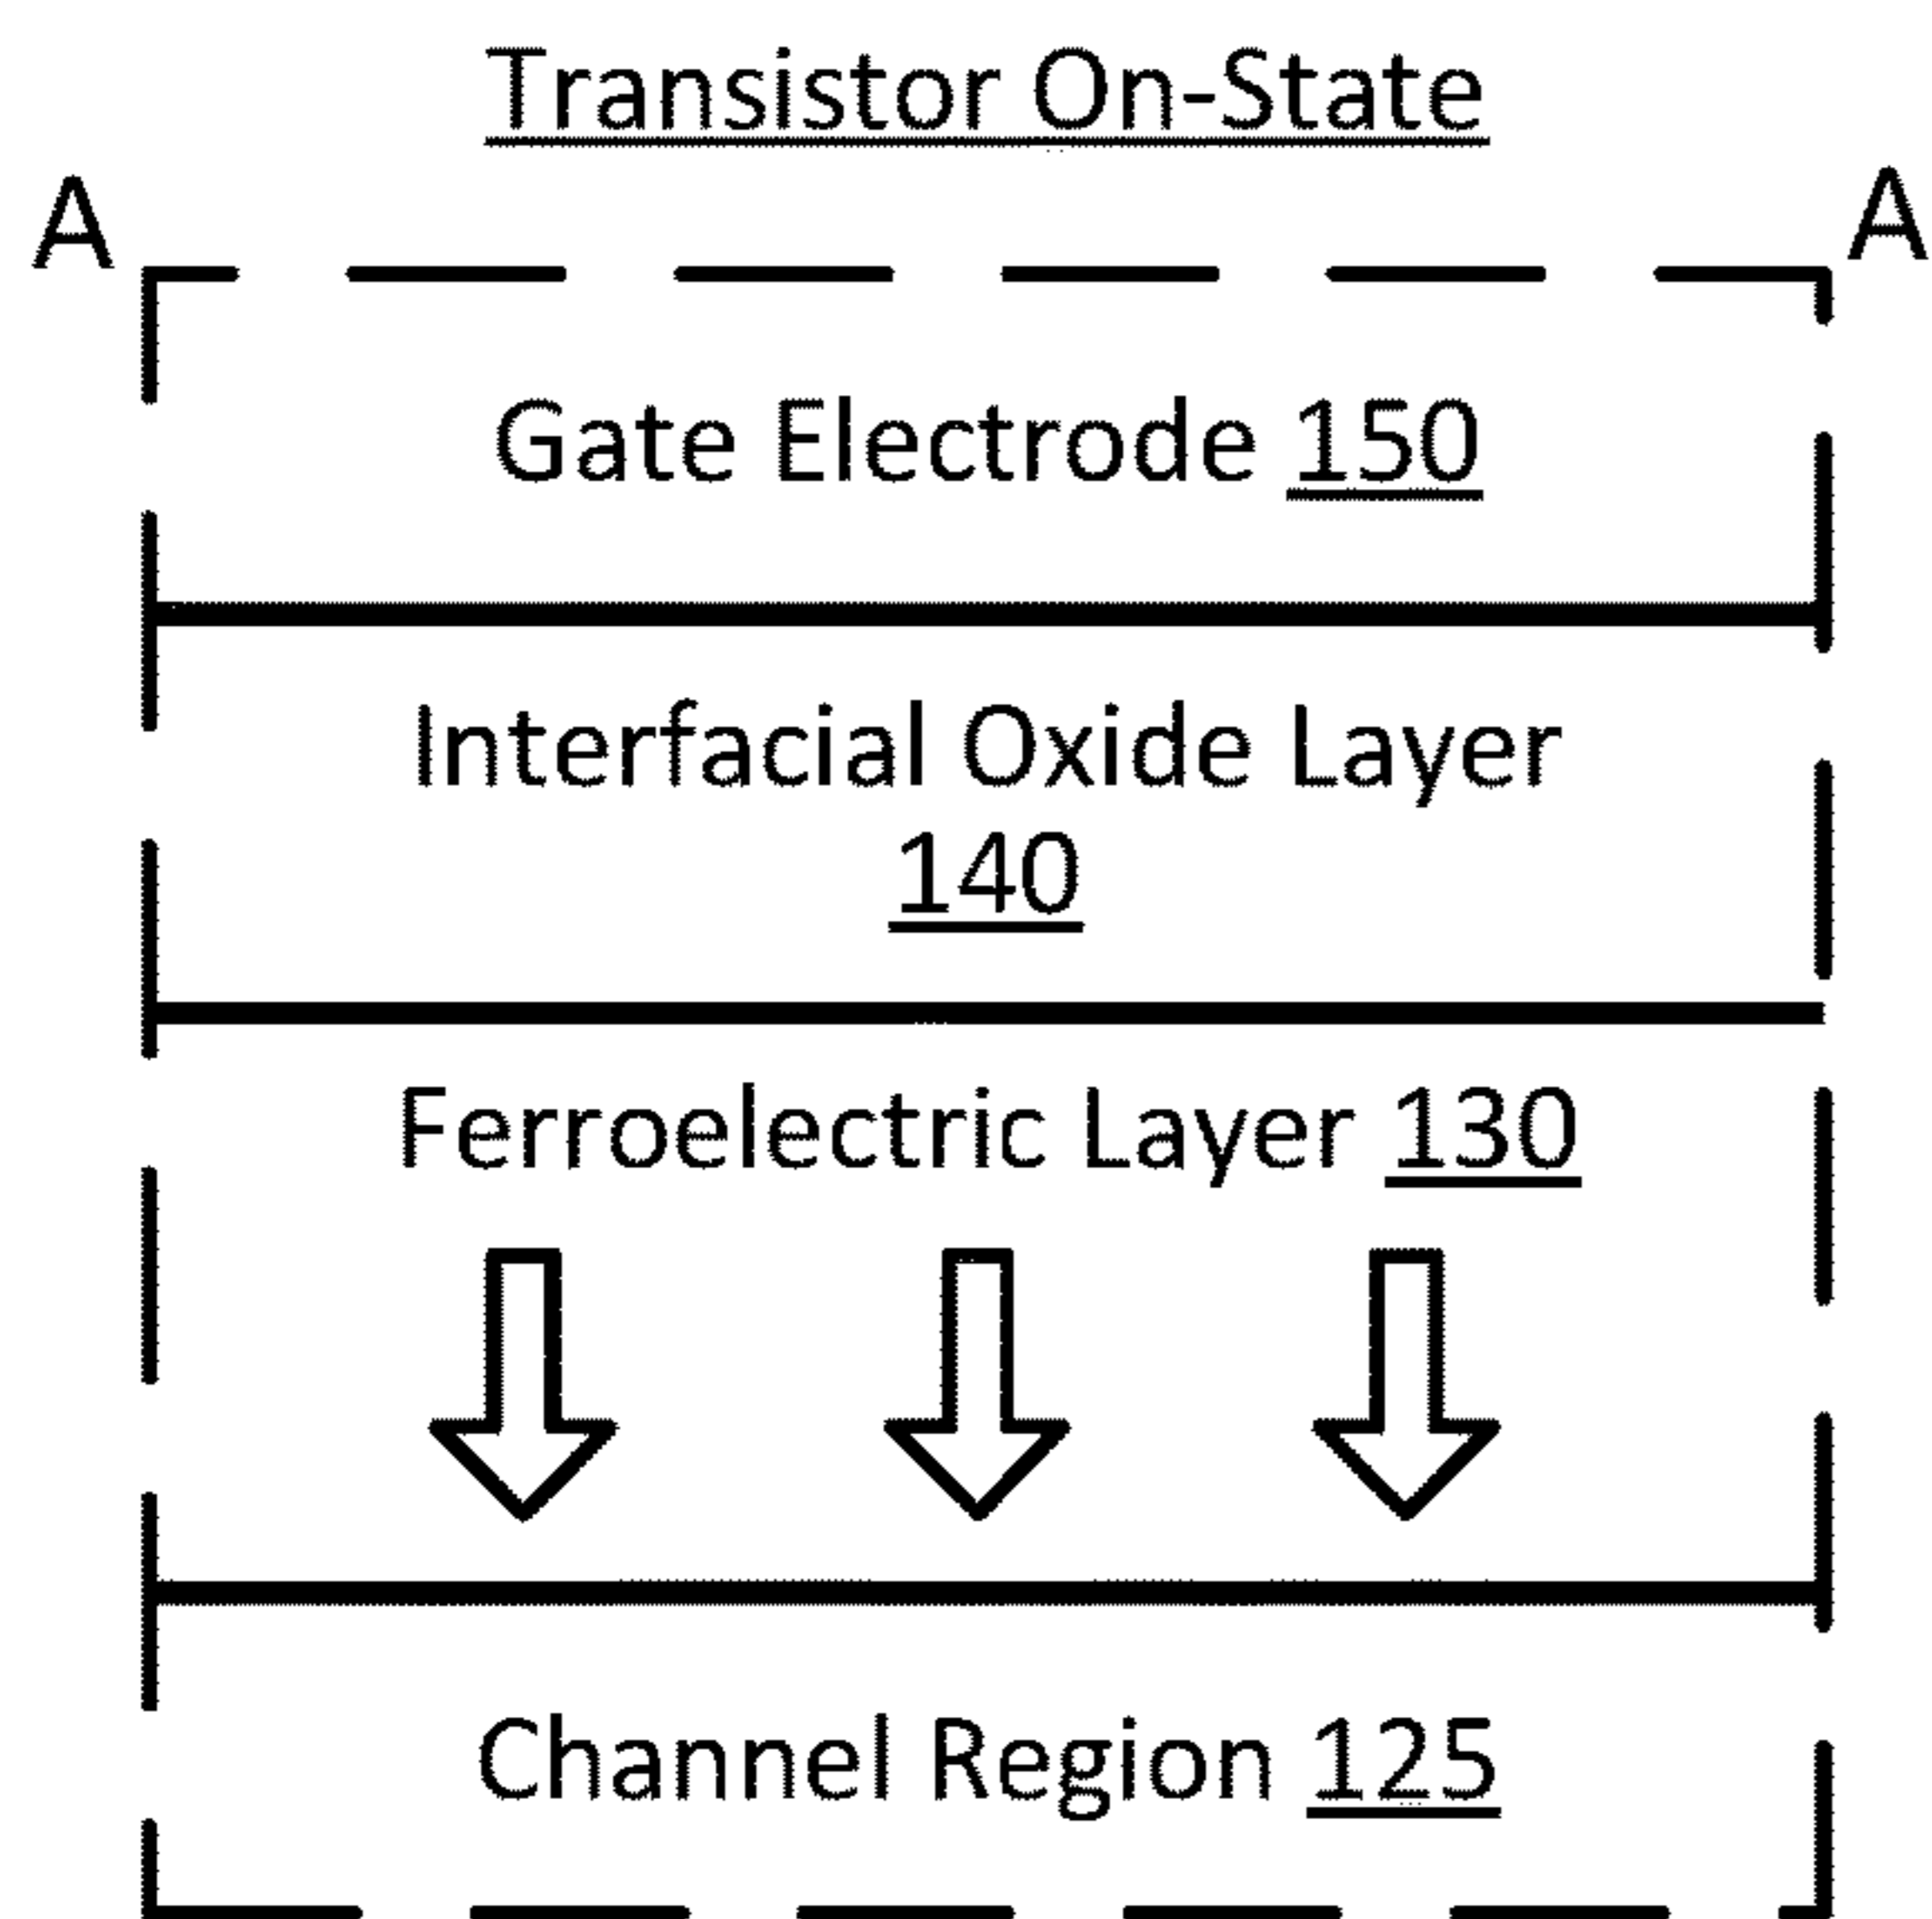 Transistor On-State
A
A
Gate Electrode 150
Interfacial Oxide Layer
140
Ferroelectric Layer 130
Channel Region 125